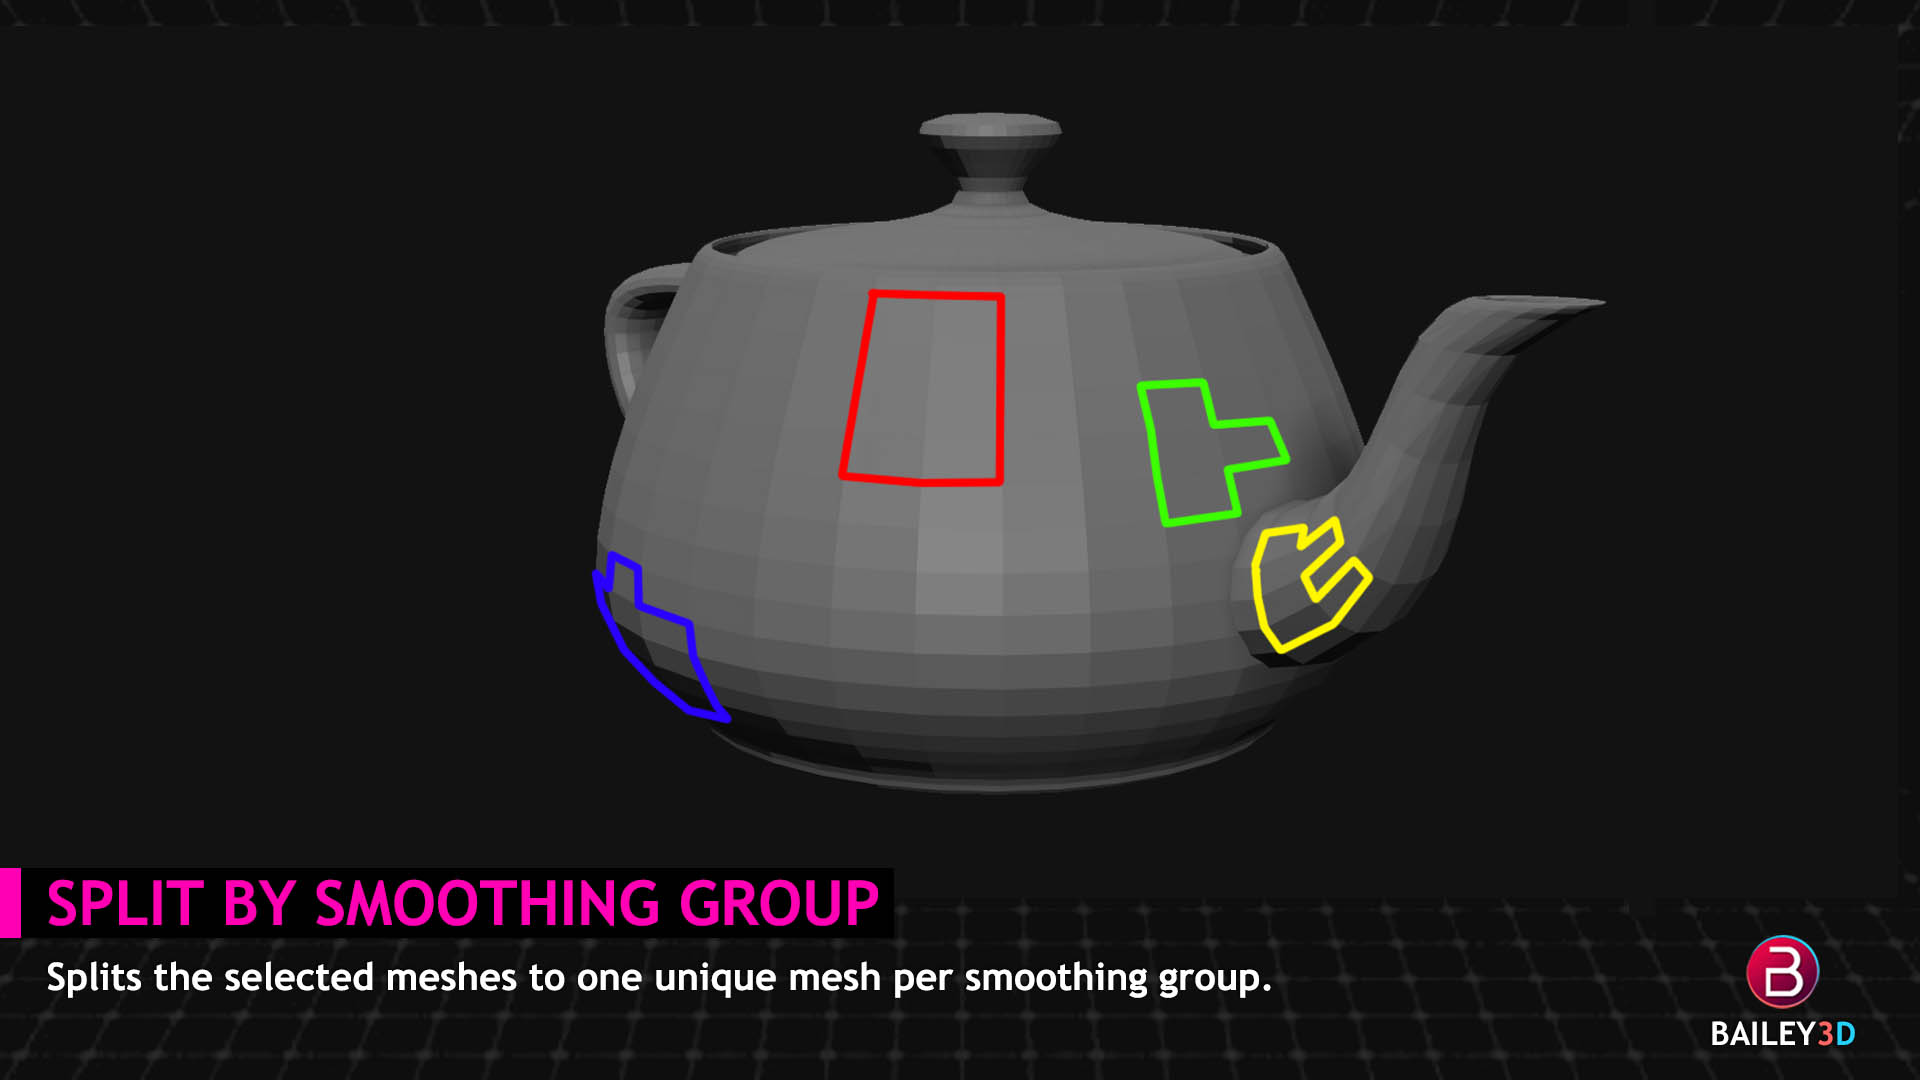 SPLIT BY SMOOTHING GROUP
Splits the selected meshes to one unique mesh per smoothing group.
B
BAILEY3D